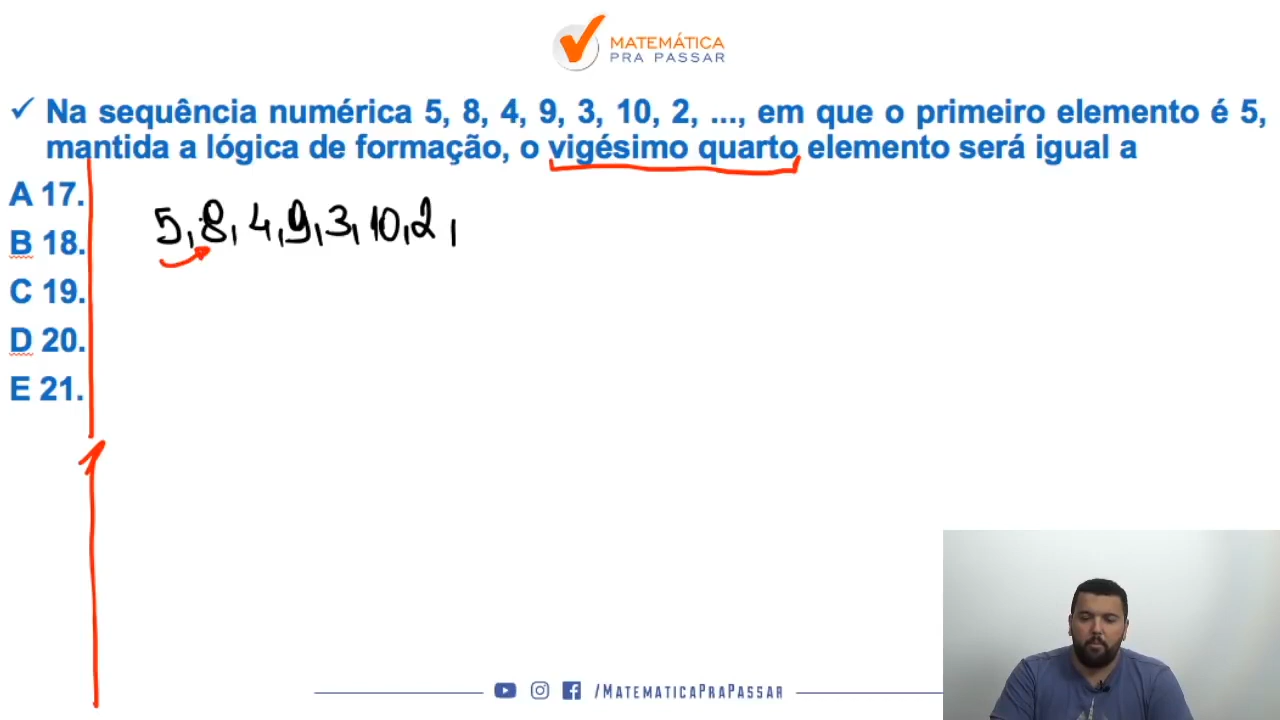 MATEMÁTICA
PRA PASSAR
✓ Na sequência numérica 5, 8, 4, 9, 3, 10, 2, ..., em que o primeiro elemento é 5,
mantida a lógica de formação, o vigésimo quarto elemento será igual a
A 17.
B 18.
C 19.
D 20.
E 21.
5, 8, 4, 9, 3, 10, 2,
/MATEMATICAPRAPASSAR